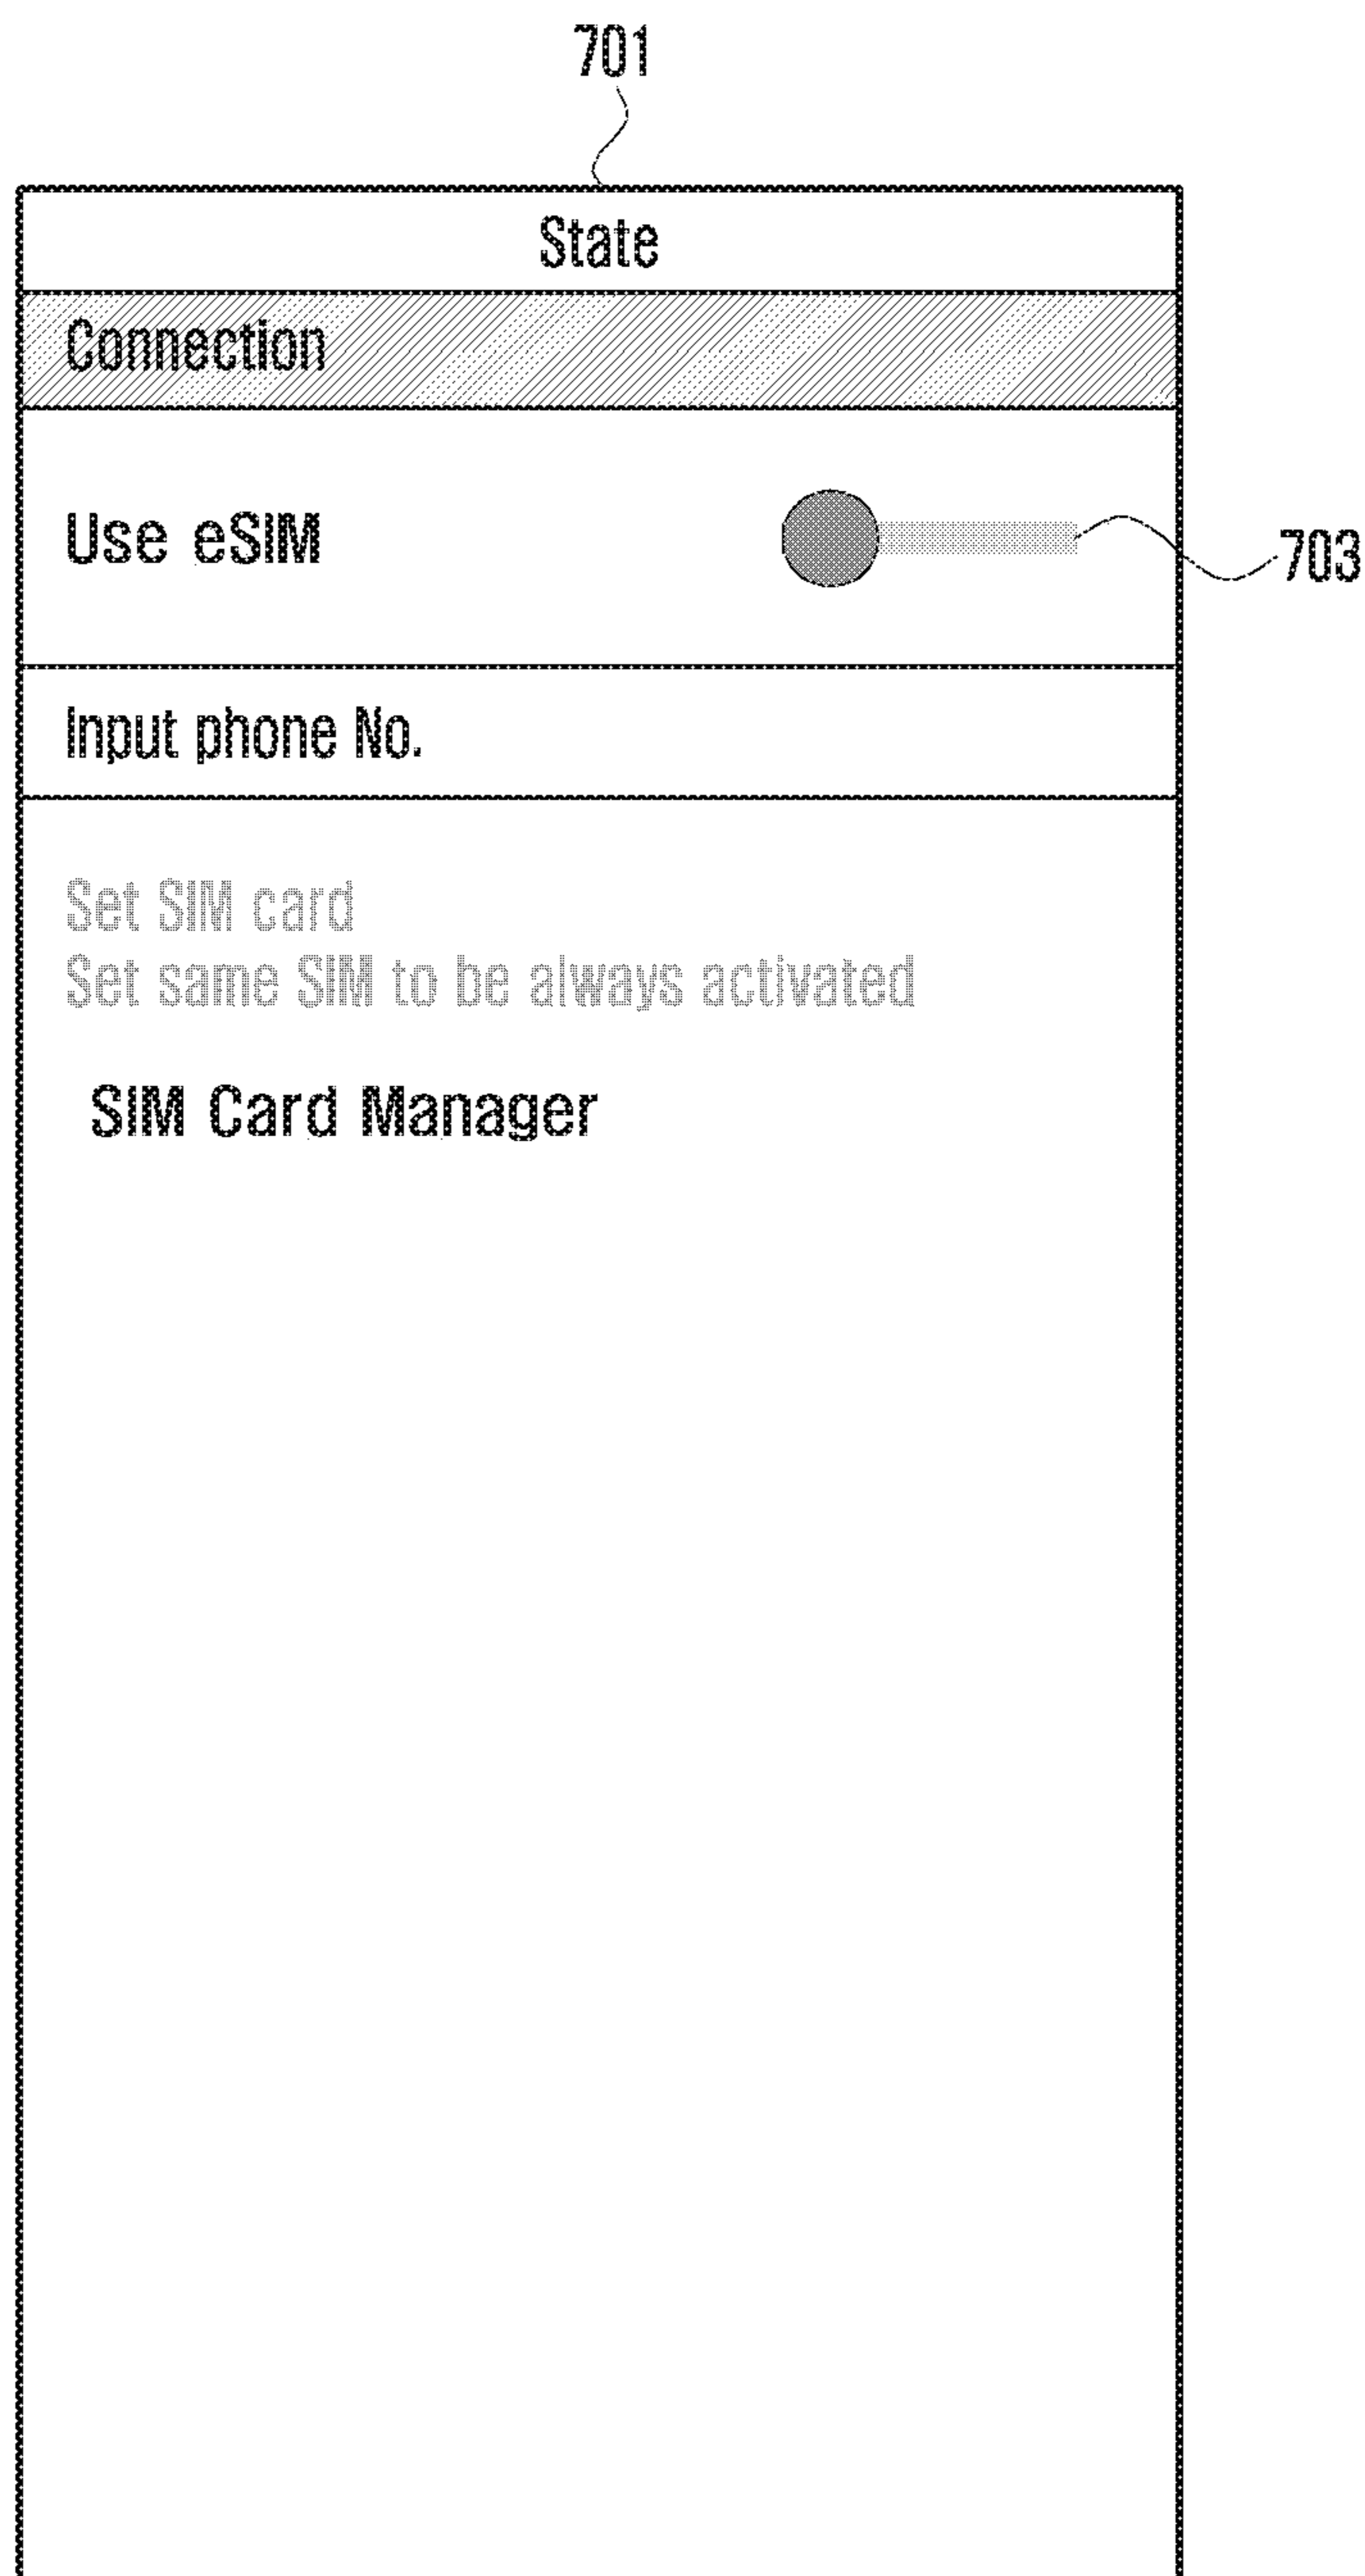 701
State
Connection
Use eSIM
703
Input phone No.
Set SIM card
Set same SIM to be always activated
SIM Card Manager